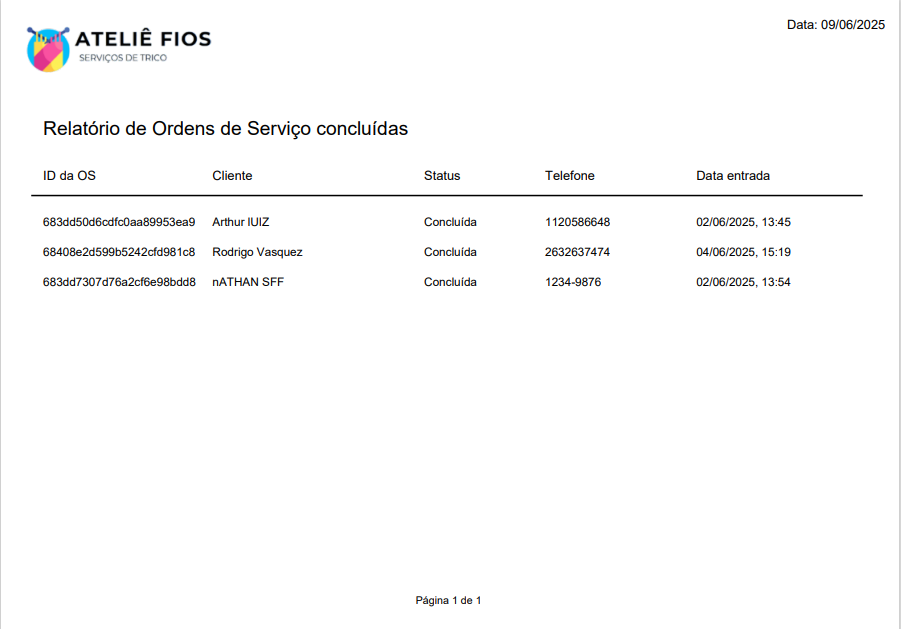 Data: 09/06/2025
ATELIÊ FIOS
SERVIÇOS DE TRICO
Relatório de Ordens de Serviço concluídas
ID da OS Cliente Status Telefone Data entrada
683dd50d6cdfc0aa89953ea9 Arthur lUIZ Concluída 1120586648 02/06/2025, 13:45
68408e2d599b5242cfd981c8 Rodrigo Vasquez Concluída 2632637474 04/06/2025, 15:19
683dd7307d76a2cf6e98bdd8 nATHAN SFF Concluída 1234-9876 02/06/2025, 13:54
Página 1 de 1